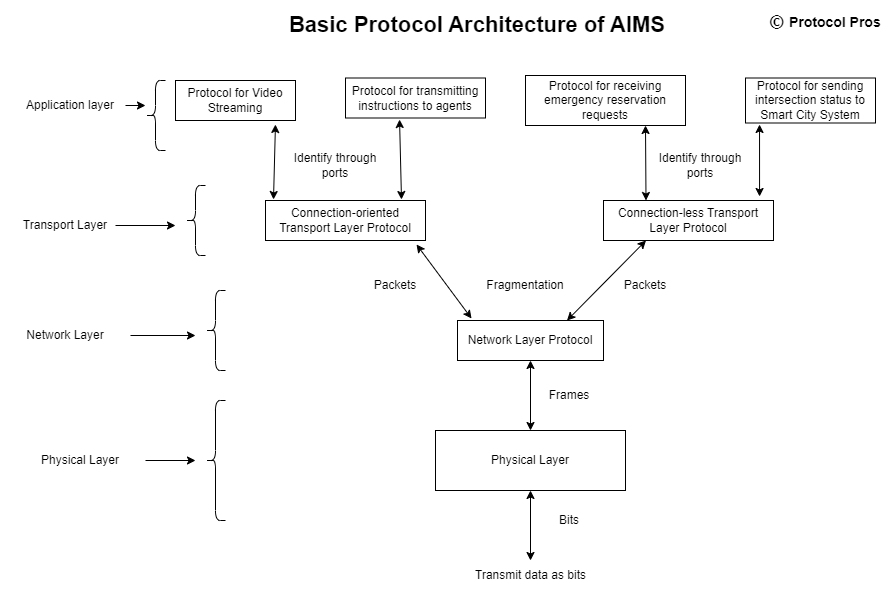 Basic Protocol Architecture of AIMS
© Protocol Pros
Application layer
Protocol for Video
Streaming
Protocol for transmitting
instructions to agents
Protocol for receiving
emergency reservation
requests
Protocol for sending
intersection status to
Smart City System
Identify through
ports
Identify through
ports
Transport Layer
Connection-oriented
Transport Layer Protocol
Connection-less Transport
Layer Protocol
Packets
Fragmentation
Packets
Network Layer
Network Layer Protocol
Frames
Physical Layer
Physical Layer
Bits
Transmit data as bits